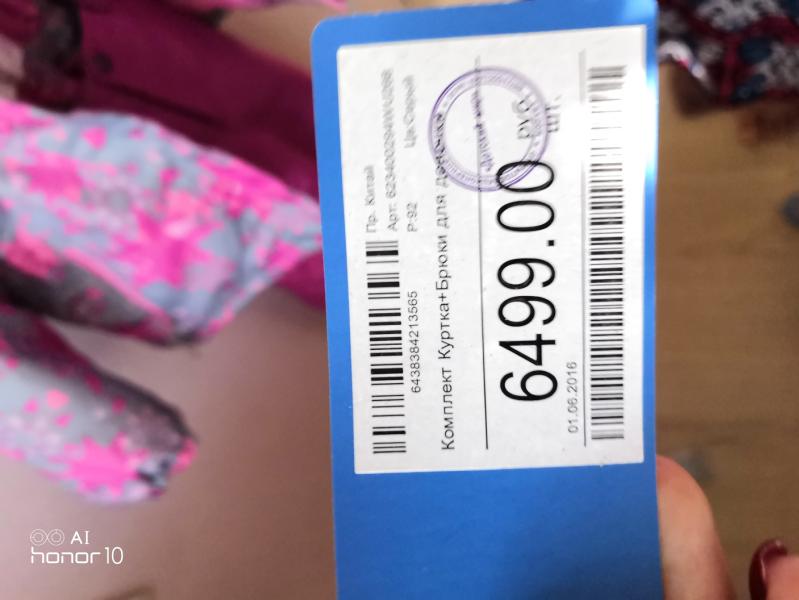 Пр. Китай
Арт: 623400294WU288
6438384213565
Р:92 Цв:Серый
Комплект Куртка+Брюки для девочки
6499.00 руб.
шт.
01.06.2016
AI
honor 10